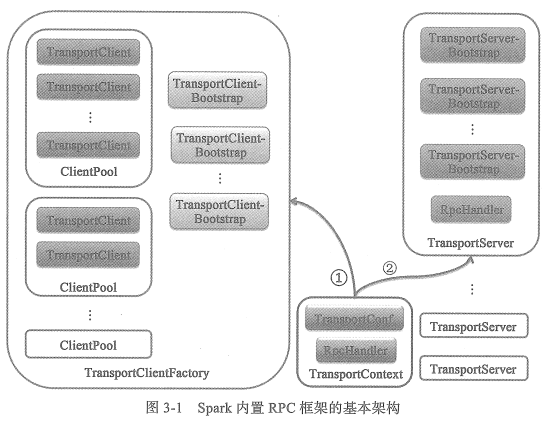 TransportClient
TransportClient
⋮
TransportClient
ClientPool
TransportClient
TransportClient
ClientPool
⋮
ClientPool
TransportClient-
Bootstrap
TransportClient-
Bootstrap
⋮
TransportClient-
Bootstrap
TransportClientFactory
①
②
TransportConf
RpcHandler
TransportContext
TransportServer-
Bootstrap
TransportServer-
Bootstrap
⋮
TransportServer-
Bootstrap
RpcHandler
TransportServer
⋮
TransportServer
TransportServer
图 3-1 Spark 内置 RPC 框架的基本架构